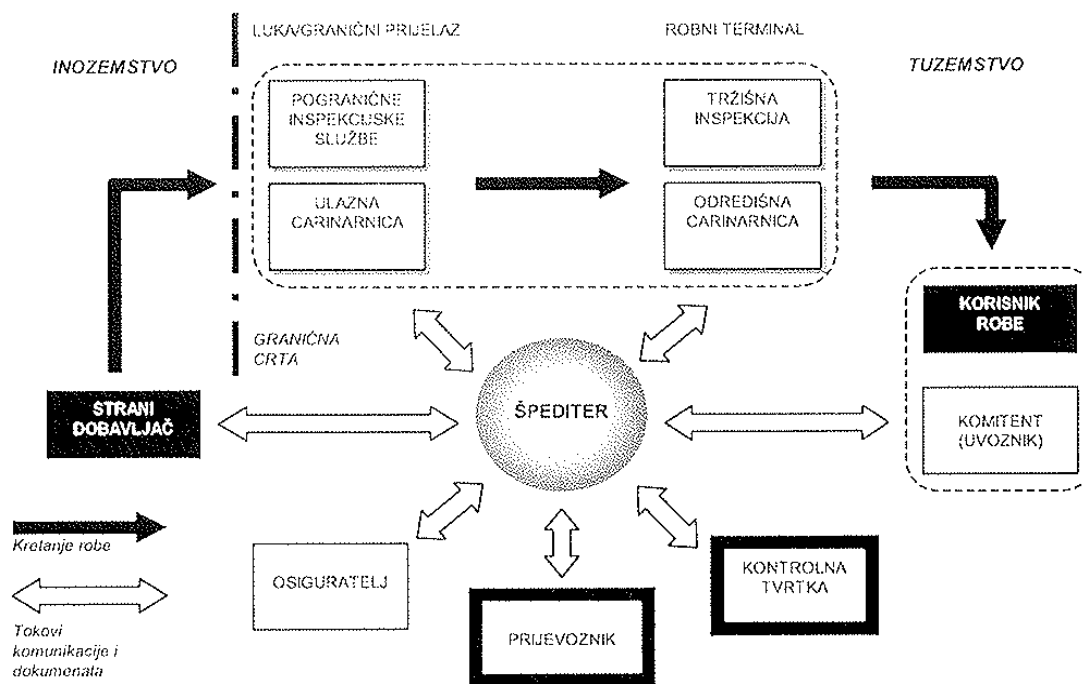 LUKA/GRANIČNI PRIJELAZ
ROBNI TERMINAL
INOZEMSTVO
TUZEMSTVO
POGRANIČNE
INSPEKCIJSKE
SLUŽBE
TRŽIŠNA
INSPEKCIJA
ULAZNA
CARINARNICA
ODREDIŠNA
CARINARNICA
GRANIČNA
CRTA
KORISNIK
ROBE
STRANI
DOBAVLJAČ
ŠPEDITER
KOMITENT
(UVOZNIK)
Kretanje robe
OSIGURATELJ
PRIJEVOZNIK
KONTROLNA
TVRTKA
Tokovi
komunikacije i
dokumenata